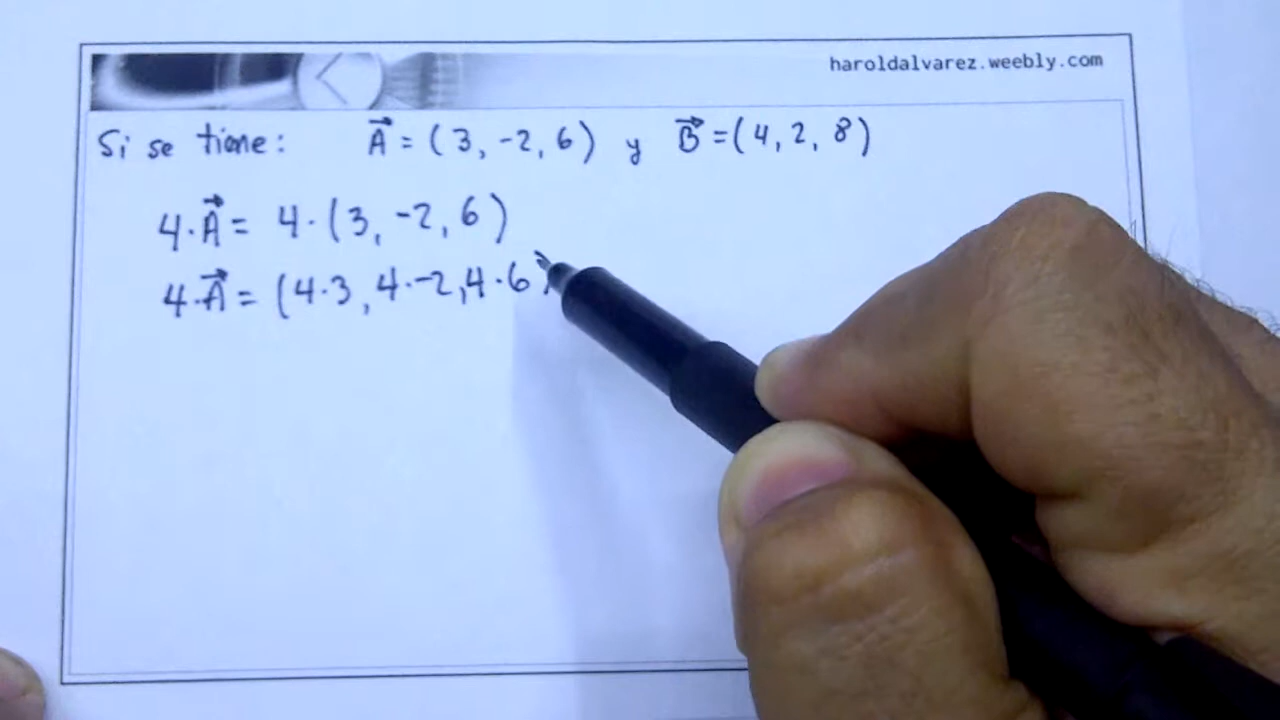 haroldalvarez.weebly.com
Si se tiene: A⃗ = (3, -2, 6) y B⃗ = (4, 2, 8)
4·A⃗ = 4·(3, -2, 6)
4·A⃗ = (4·3, 4·-2, 4·6)